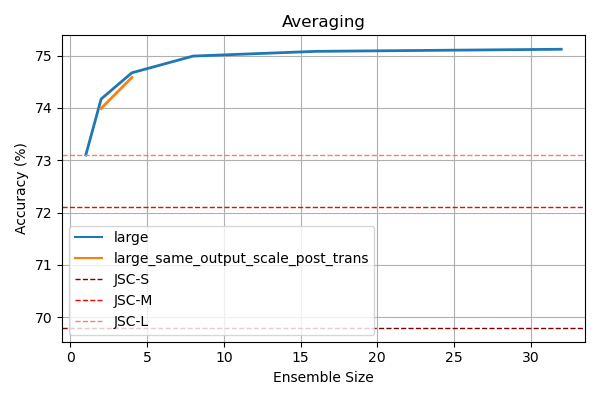 Averaging
75
74
73
72
71
70
Accuracy (%)
large
large_same_output_scale_post_trans
JSC-S
JSC-M
JSC-L
0 5 10 15 20 25 30
Ensemble Size